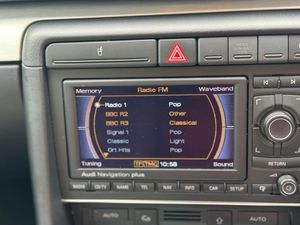 Memory Radio FM Waveband
Radio 1 Pop
BBC R2 Other
BBC R3 Classical
Signal 1 Pop
Classic Light
Gr1 Hits Pop
Tuning TP TMC 10:56 Sound
Audi Navigation plus
RADIO CD/TV NAME TEL NAV INFO CAR SETUP
RETURN
AUTO AUTO